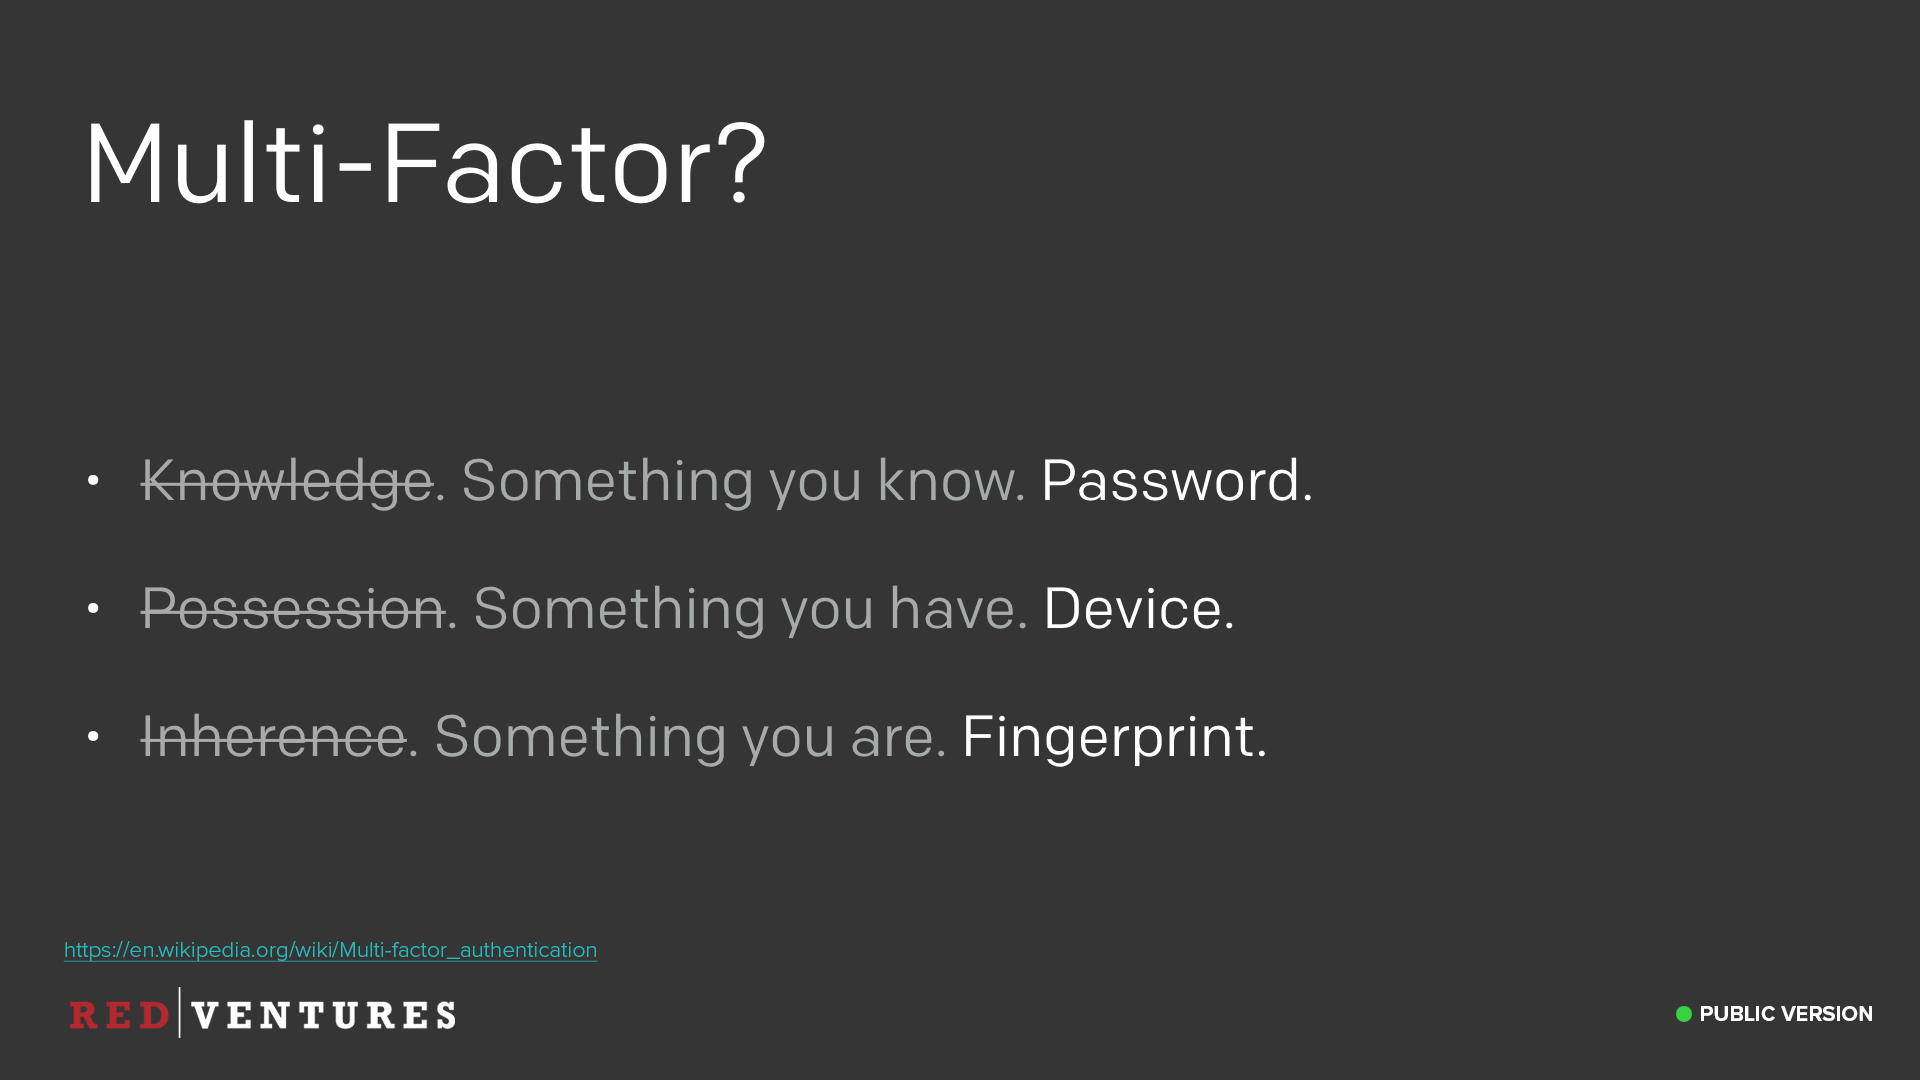 Multi-Factor?
• Knowledge. Something you know. Password.
• Possession. Something you have. Device.
• Inherence. Something you are. Fingerprint.
https://en.wikipedia.org/wiki/Multi-factor_authentication
RED VENTURES
PUBLIC VERSION